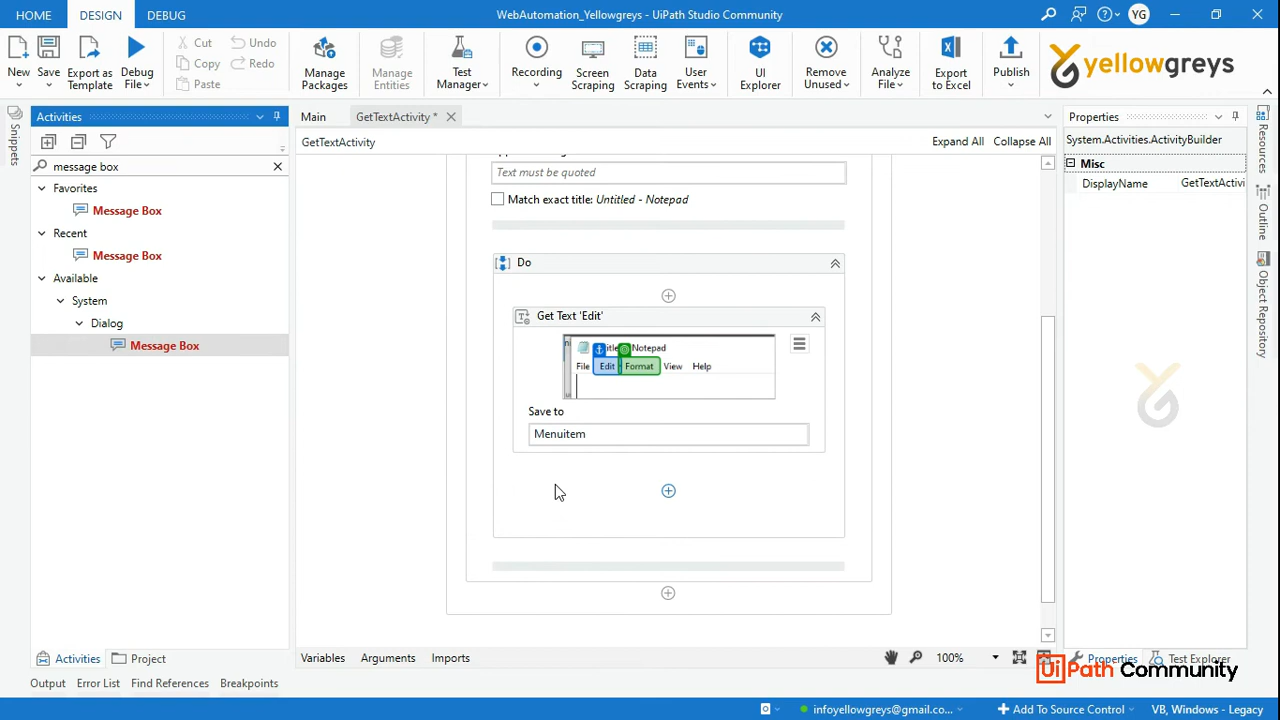 HOME DESIGN DEBUG WebAutomation_Yellowgreys - UiPath Studio Community YG
New Save Export as Template Debug File Cut Copy Paste Undo Redo Manage Packages Manage Entities Test Manager Recording Screen Scraping Data Scraping User Events UI Explorer Remove Unused Analyze File Export to Excel Publish yellowgreys
Snippets
Activities
message box
Favorites
Message Box
Recent
Message Box
Available
System
Dialog
Message Box
Main GetTextActivity *
GetTextActivity Expand All Collapse All
Text must be quoted
Match exact title: Untitled - Notepad
Do
Get Text 'Edit'
Notepad
File Edit Format View Help
Save to
Menuitem
Properties
System.Activities.ActivityBuilder
Misc
DisplayName GetTextActivi
Resources
Outline
Object Repository
Activities Project
Variables Arguments Imports 100%
Properties Test Explorer
UiPath Community
Output Error List Find References Breakpoints
infoyellowgreys@gmail.co... Add To Source Control VB, Windows - Legacy